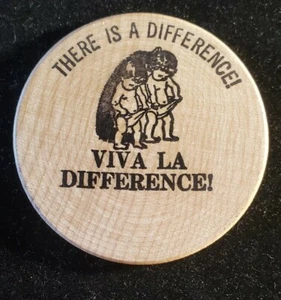 THERE IS A DIFFERENCE!
VIVA LA
DIFFERENCE!